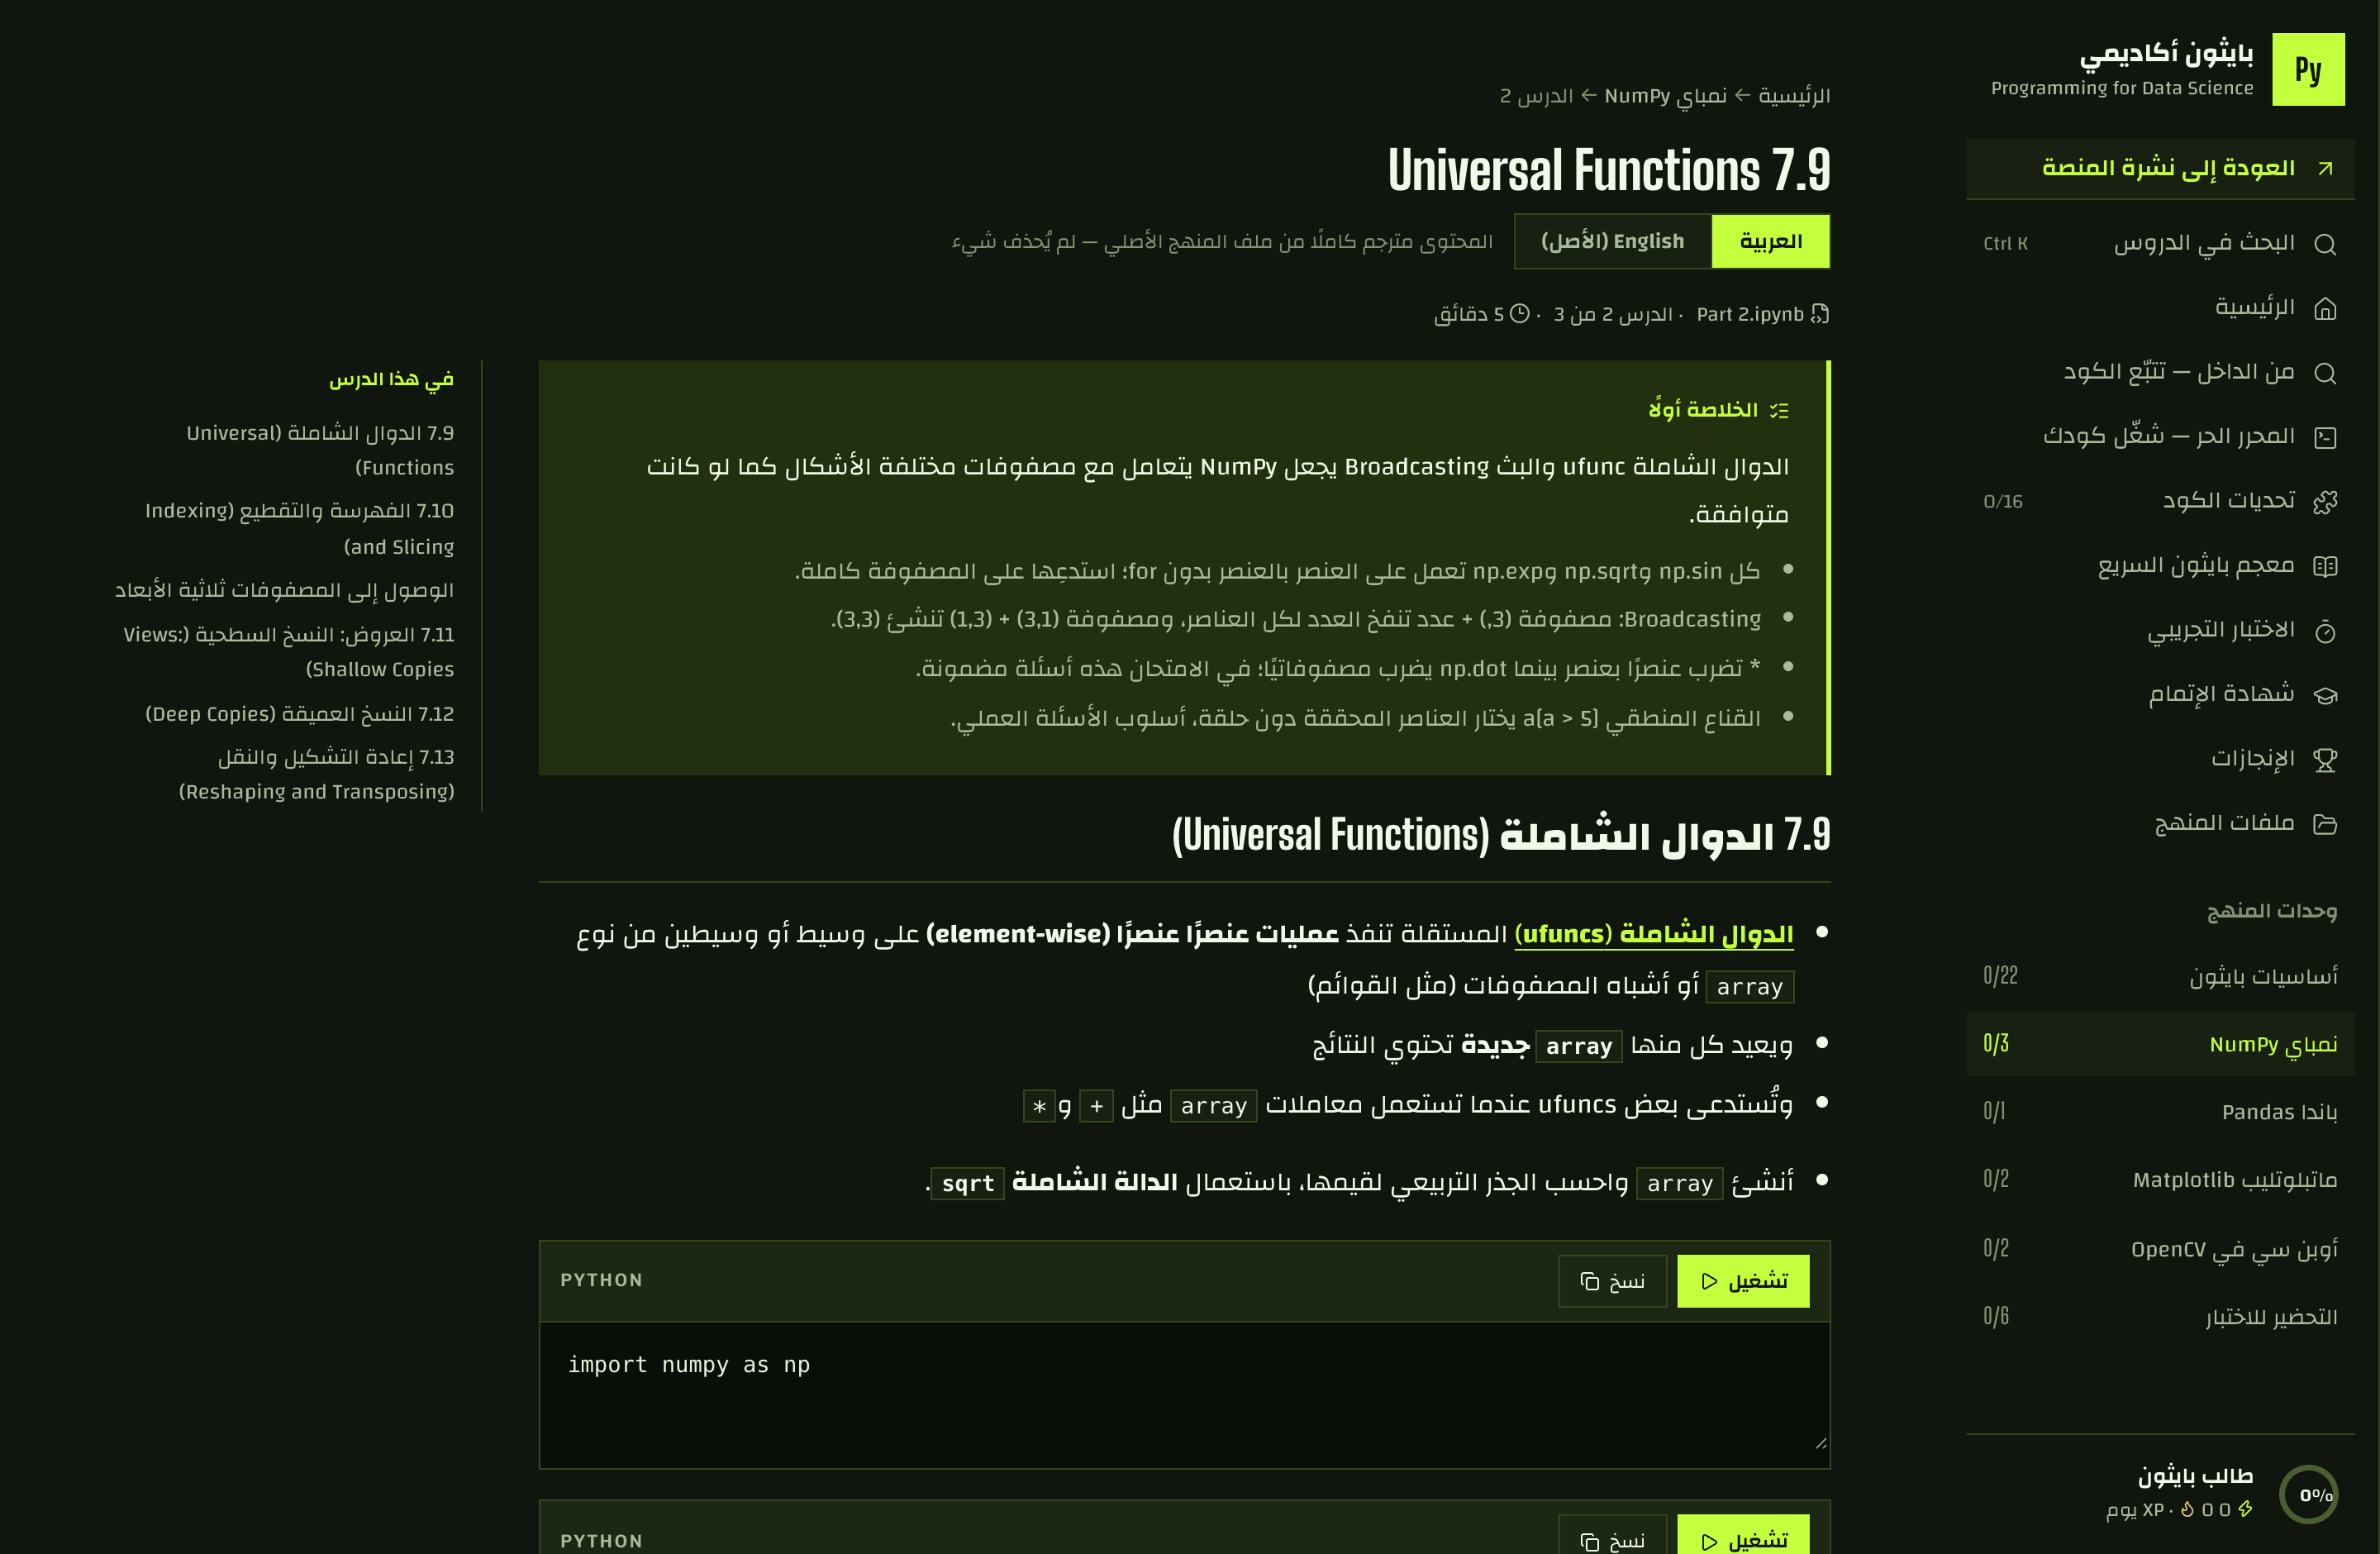 Py
بايثون أكاديمي
Programming for Data Science
العودة إلى نشرة المنصة
البحث في الدروس Ctrl K
الرئيسية
من الداخل — تتبّع الكود
المحرر الحر — شغّل كودك
تحديات الكود 0/16
معجم بايثون السريع
الاختبار التجريبي
شهادة الإتمام
الإنجازات
ملفات المنهج
وحدات المنهج
أساسيات بايثون 0/22
نمباي NumPy 0/3
باندا Pandas 0/1
ماتبلوتليب Matplotlib 0/2
أوبن سي في OpenCV 0/2
التحضير للاختبار 0/6
طالب بايثون
0 0 XP · يوم
0%
الرئيسية ← نمباي NumPy ← الدرس 2
7.9 Universal Functions
العربية English (الأصل) المحتوى مترجم كاملًا من ملف المنهج الأصلي — لم يُحذف شيء
Part 2.ipynb · الدرس 2 من 3 · 5 دقائق
الخلاصة أولًا
الدوال الشاملة ufunc والبث Broadcasting يجعل NumPy يتعامل مع مصفوفات مختلفة الأشكال كما لو كانت
متوافقة.
كل np.sin وnp.sqrt وnp.exp تعمل على العنصر بالعنصر بدون for؛ استدعِها على المصفوفة كاملة.
Broadcasting: مصفوفة (3,) + عدد تنفخ العدد لكل العناصر، ومصفوفة (3,1) + (1,3) تنشئ (3,3).
* تضرب عنصرًا بعنصر بينما np.dot يضرب مصفوفاتيًا؛ في الامتحان هذه أسئلة مضمونة.
القناع المنطقي a[a > 5] يختار العناصر المحققة دون حلقة، أسلوب الأسئلة العملي.
7.9 الدوال الشاملة (Universal Functions)
الدوال الشاملة (ufuncs) المستقلة تنفذ عمليات عنصرًا عنصرًا (element-wise) على وسيط أو وسيطين من نوع
array أو أشباه المصفوفات (مثل القوائم)
ويعيد كل منها array جديدة تحتوي النتائج
وتُستدعى بعض ufuncs عندما تستعمل معاملات array مثل + و *
أنشئ array واحسب الجذر التربيعي لقيمها، باستعمال الدالة الشاملة sqrt.
تشغيل نسخ PYTHON
import numpy as np
تشغيل نسخ PYTHON
في هذا الدرس
7.9 الدوال الشاملة (Universal
Functions)
7.10 الفهرسة والتقطيع (Indexing
and Slicing)
الوصول إلى المصفوفات ثلاثية الأبعاد
7.11 العروض: النسخ السطحية (Views:
Shallow Copies)
7.12 النسخ العميقة (Deep Copies)
7.13 إعادة التشكيل والنقل
(Reshaping and Transposing)